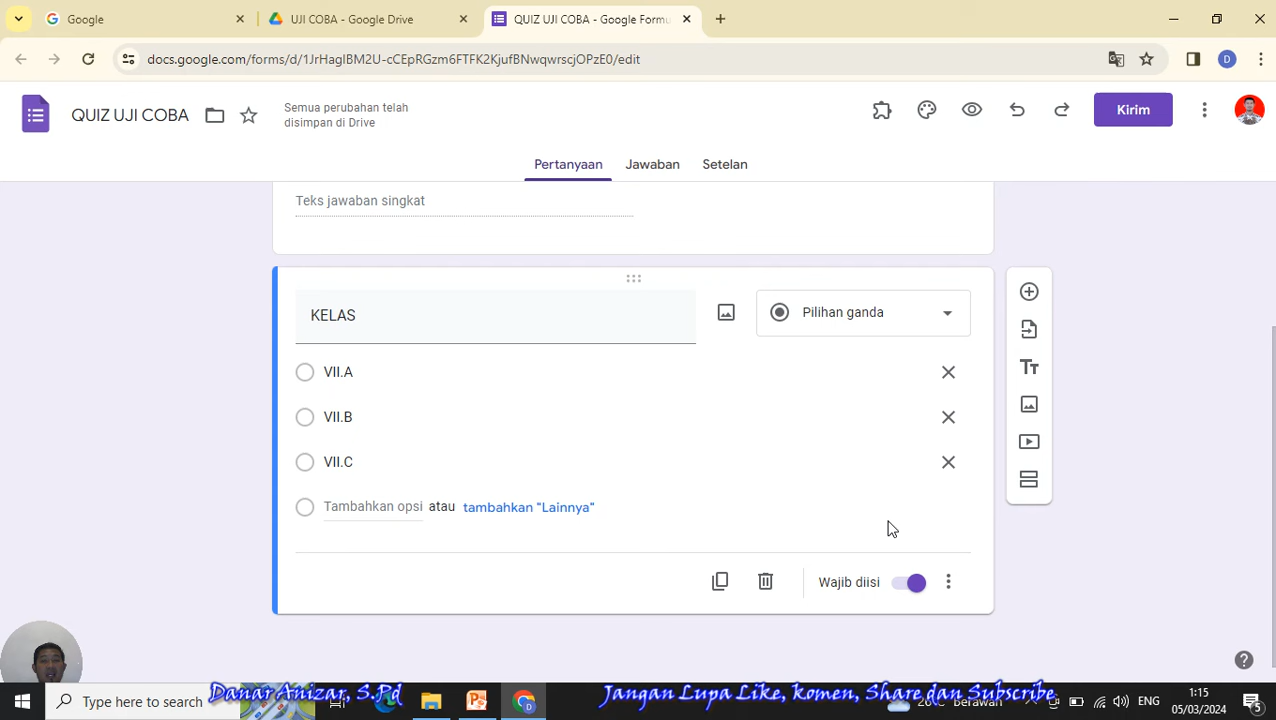 Google
UJI COBA - Google Drive
QUIZ UJI COBA - Google Formu
docs.google.com/forms/d/1JrHagIBM2U-cCEpRGzm6FTFK2KjufBNwqwrscjOPzE0/edit
D
QUIZ UJI COBA
Semua perubahan telah
disimpan di Drive
Kirim
Pertanyaan
Jawaban
Setelan
Teks jawaban singkat
KELAS
Pilihan ganda
VII.A
VII.B
VII.C
Tambahkan opsi atau tambahkan "Lainnya"
Wajib diisi
Type here to search
Danar Anizar, S.Pd
Jangan Lupa Like, komen, Share dan Subscribe
Berawan
ENG
1:15
05/03/2024
5